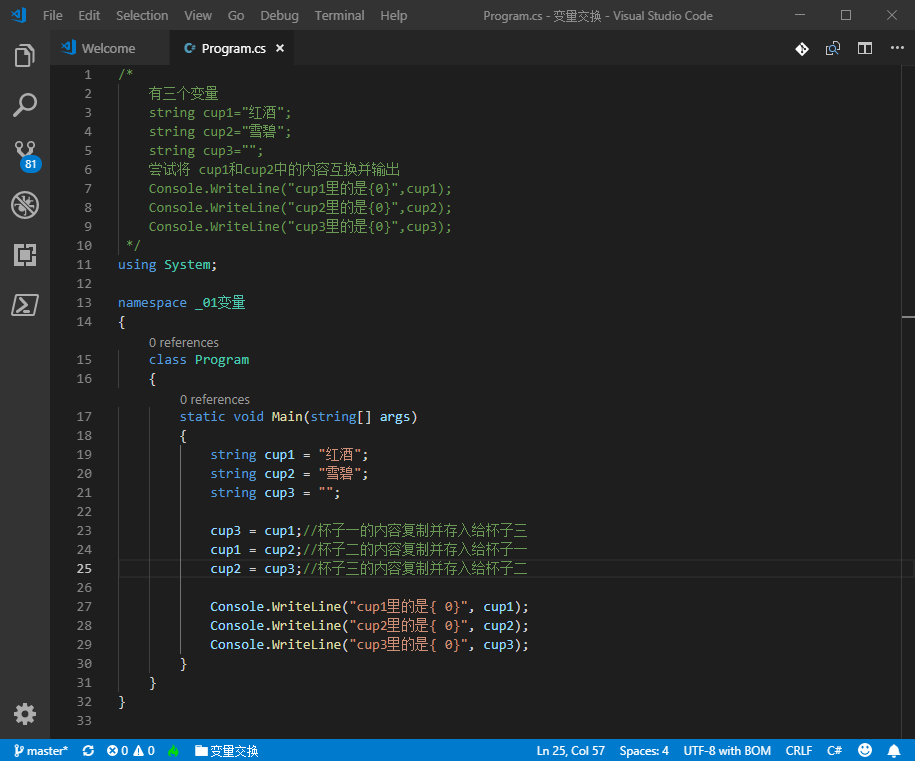 File Edit Selection View Go Debug Terminal Help Program.cs - 变量交换 - Visual Studio Code
Welcome Program.cs
1 /*
2 有三个变量
3 string cup1="红酒";
4 string cup2="雪碧";
5 string cup3="";
6 尝试将 cup1和cup2中的内容互换并输出
7 Console.WriteLine("cup1里的是{0}",cup1);
8 Console.WriteLine("cup2里的是{0}",cup2);
9 Console.WriteLine("cup3里的是{0}",cup3);
10 */
11 using System;
12
13 namespace _01变量
14 {
0 references
15 class Program
16 {
0 references
17 static void Main(string[] args)
18 {
19 string cup1 = "红酒";
20 string cup2 = "雪碧";
21 string cup3 = "";
22
23 cup3 = cup1;//杯子一的内容复制并存入给杯子三
24 cup1 = cup2;//杯子二的内容复制并存入给杯子一
25 cup2 = cup3;//杯子三的内容复制并存入给杯子二
26
27 Console.WriteLine("cup1里的是{ 0}", cup1);
28 Console.WriteLine("cup2里的是{ 0}", cup2);
29 Console.WriteLine("cup3里的是{ 0}", cup3);
30 }
31 }
32 }
33
81
master* 0 0 变量交换 Ln 25, Col 57 Spaces: 4 UTF-8 with BOM CRLF C#